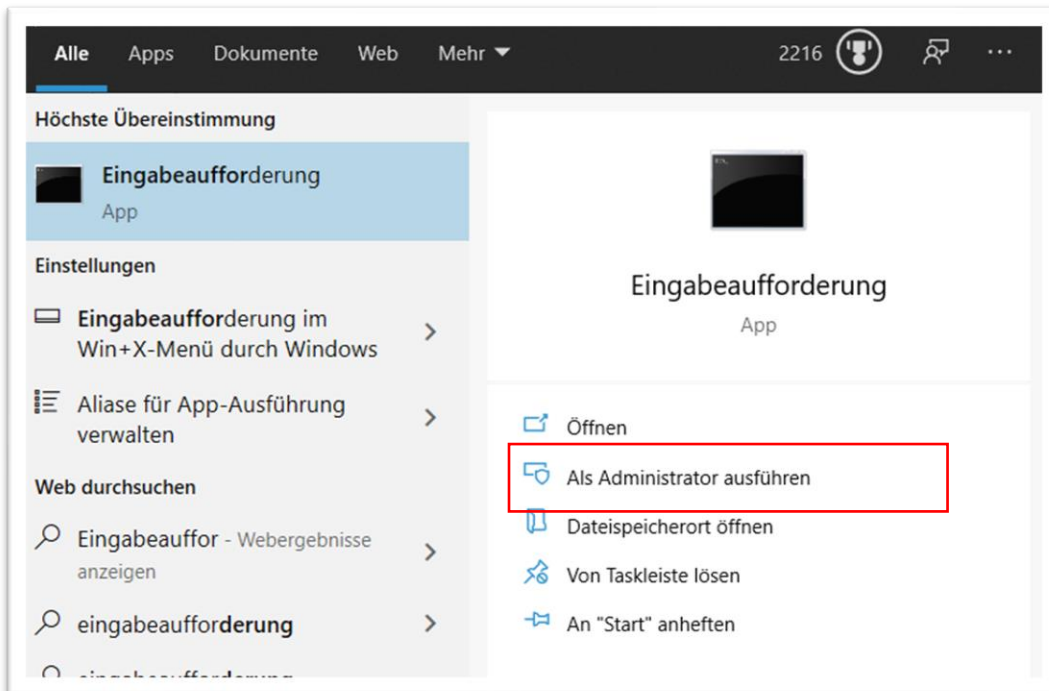 Alle Apps Dokumente Web Mehr 2216 ...
Höchste Übereinstimmung
Eingabeaufforderung
App
Einstellungen
Eingabeaufforderung im
Win+X-Menü durch Windows
Aliase für App-Ausführung
verwalten
Web durchsuchen
Eingabeauffor - Webergebnisse
anzeigen
eingabeaufforderung
Eingabeaufforderung
App
Öffnen
Als Administrator ausführen
Dateispeicherort öffnen
Von Taskleiste lösen
An "Start" anheften